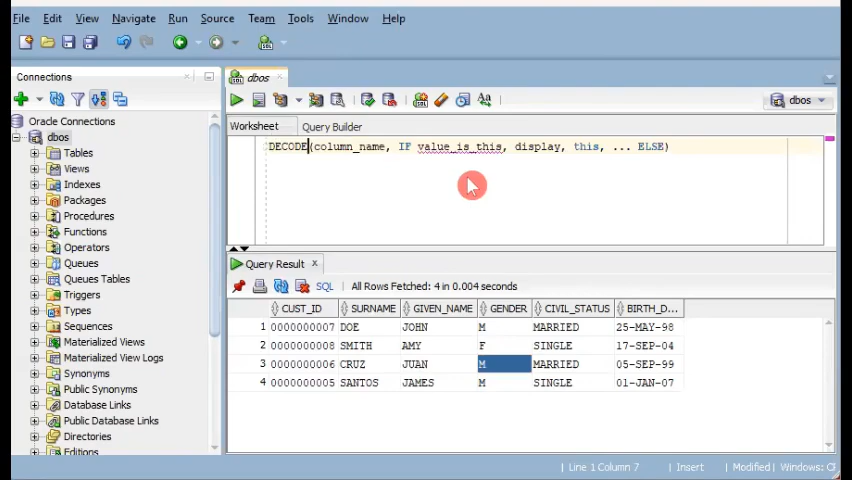 File Edit View Navigate Run Source Team Tools Window Help
Connections
dbos
dbos
Worksheet Query Builder
Oracle Connections
dbos
Tables
Views
Indexes
Packages
Procedures
Functions
Operators
Queues
Queues Tables
Triggers
Types
Sequences
Materialized Views
Materialized View Logs
Synonyms
Public Synonyms
Database Links
Public Database Links
Directories
Editions
DECODE(column_name, IF value_is_this, display, this, ... ELSE)
Query Result
SQL All Rows Fetched: 4 in 0.004 seconds
CUST_ID SURNAME GIVEN_NAME GENDER CIVIL_STATUS BIRTH_D...
1 0000000007 DOE JOHN M MARRIED 25-MAY-98
2 0000000008 SMITH AMY F SINGLE 17-SEP-04
3 0000000006 CRUZ JUAN M MARRIED 05-SEP-99
4 0000000005 SANTOS JAMES M SINGLE 01-JAN-07
Line 1 Column 7 Insert Modified Windows: